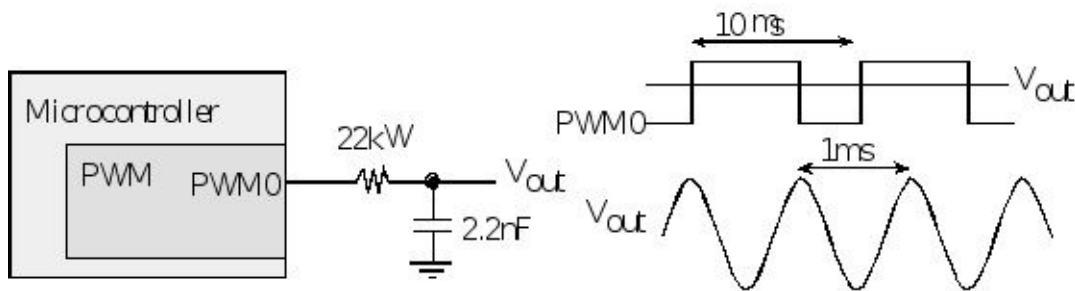 10 ms
Vout
Microcontroller
PWM0
22kW
1ms
PWM
PWM0
Vout
Vout
2.2nF